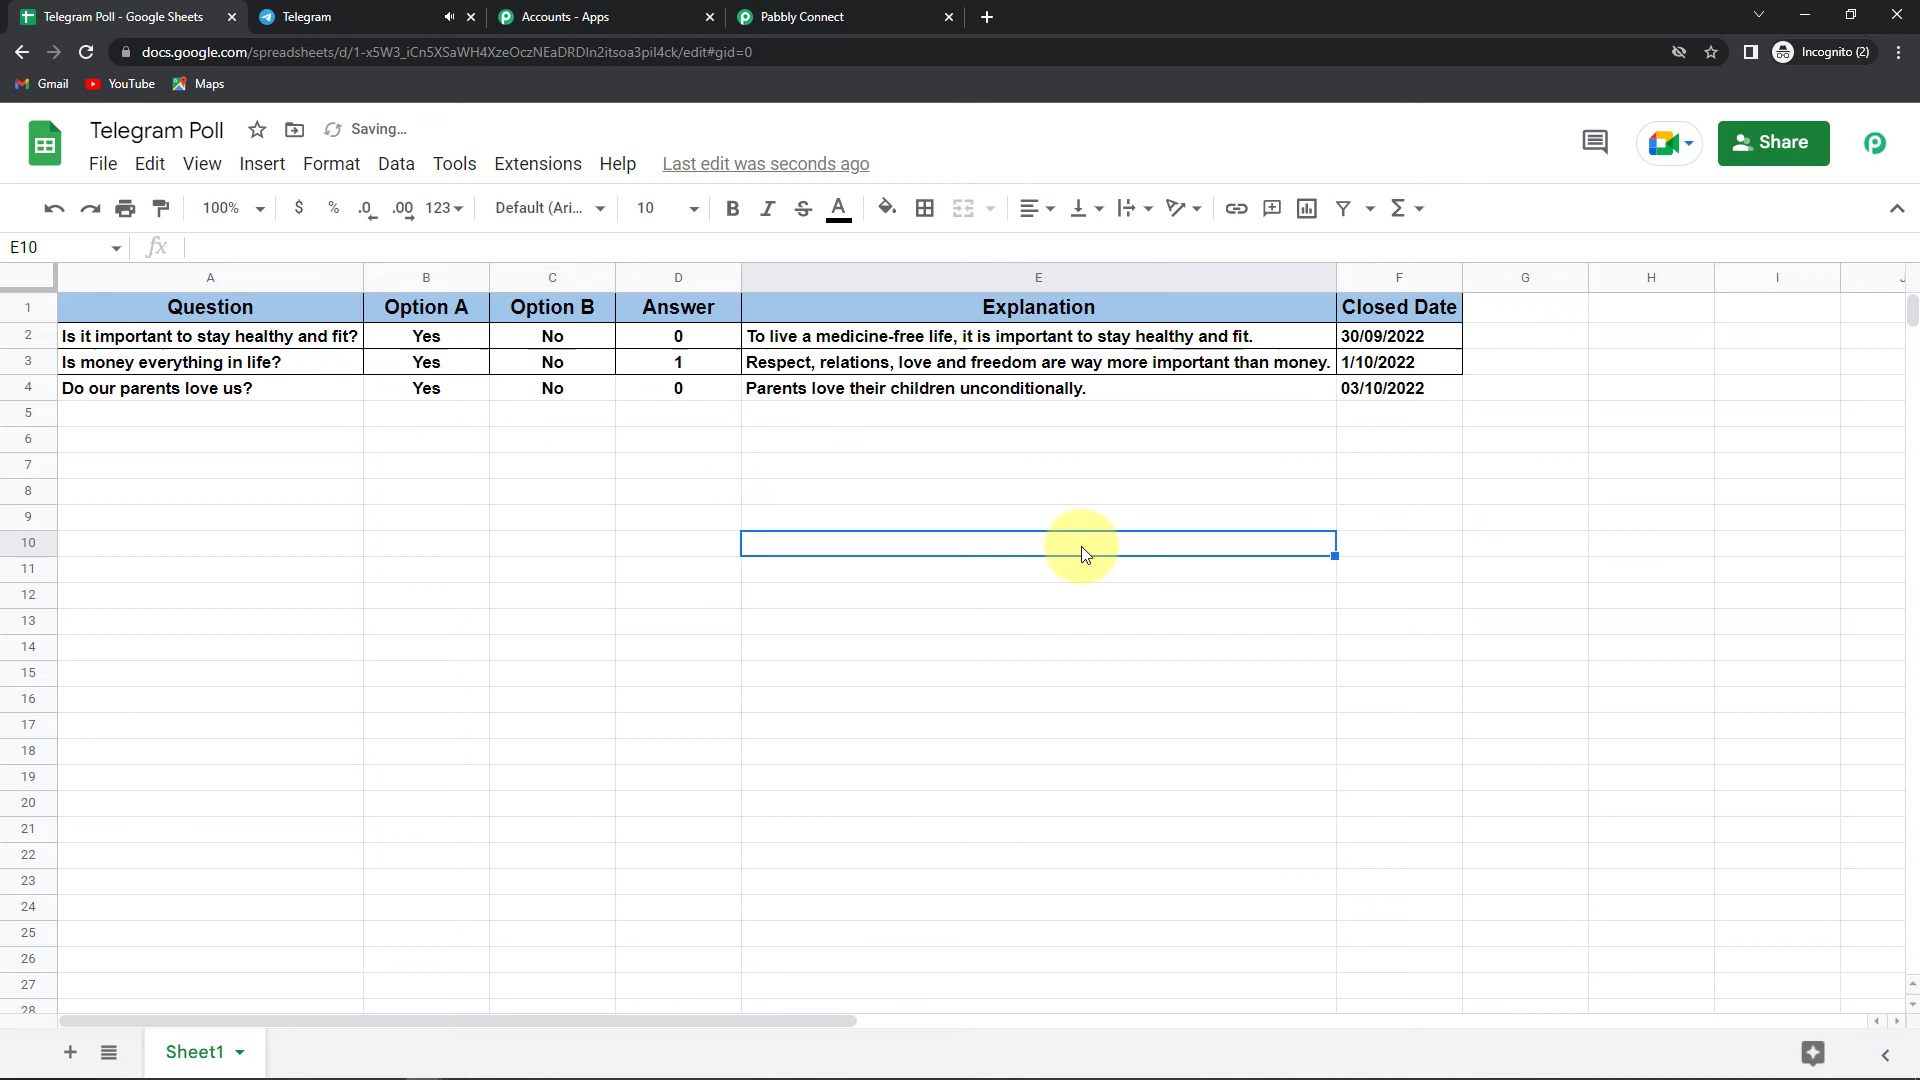 Telegram Poll - Google Sheets Telegram Accounts - Apps Pabbly Connect
docs.google.com/spreadsheets/d/1-x5W3_iCn5XSaWH4XzeOczNEaDRDIn2itsoa3pil4ck/edit#gid=0 Incognito (2)
Gmail YouTube Maps
Telegram Poll Saving...
File Edit View Insert Format Data Tools Extensions Help Last edit was seconds ago
Share
100% $ % .0 .00 123 Default (Ari... 10 B I S A
E10 fx
A B C D E F G H I J
1 Question Option A Option B Answer Explanation Closed Date
2 Is it important to stay healthy and fit? Yes No 0 To live a medicine-free life, it is important to stay healthy and fit. 30/09/2022
3 Is money everything in life? Yes No 1 Respect, relations, love and freedom are way more important than money. 1/10/2022
4 Do our parents love us? Yes No 0 Parents love their children unconditionally. 03/10/2022
5
6
7
8
9
10
11
12
13
14
15
16
17
18
19
20
21
22
23
24
25
26
27
28
Sheet1